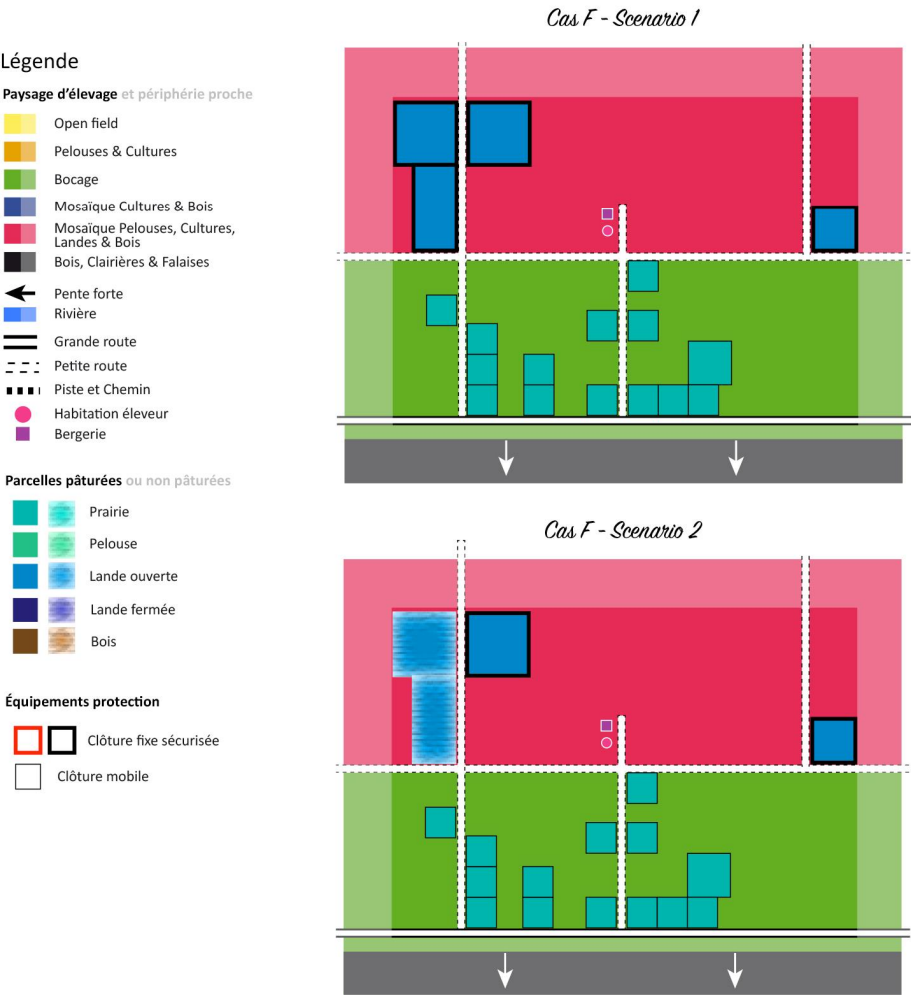 Cas F - Scenario 1
Légende
Paysage d'élevage et périphérie proche
Open field
Pelouses & Cultures
Bocage
Mosaïque Cultures & Bois
Mosaïque Pelouses, Cultures,
Landes & Bois
Bois, Clairières & Falaises
Pente forte
Rivière
Grande route
Petite route
Piste et Chemin
Habitation éleveur
Bergerie
Parcelles pâturées ou non pâturées
Prairie
Pelouse
Lande ouverte
Lande fermée
Bois
Équipements protection
Clôture fixe sécurisée
Clôture mobile
Cas F - Scenario 2